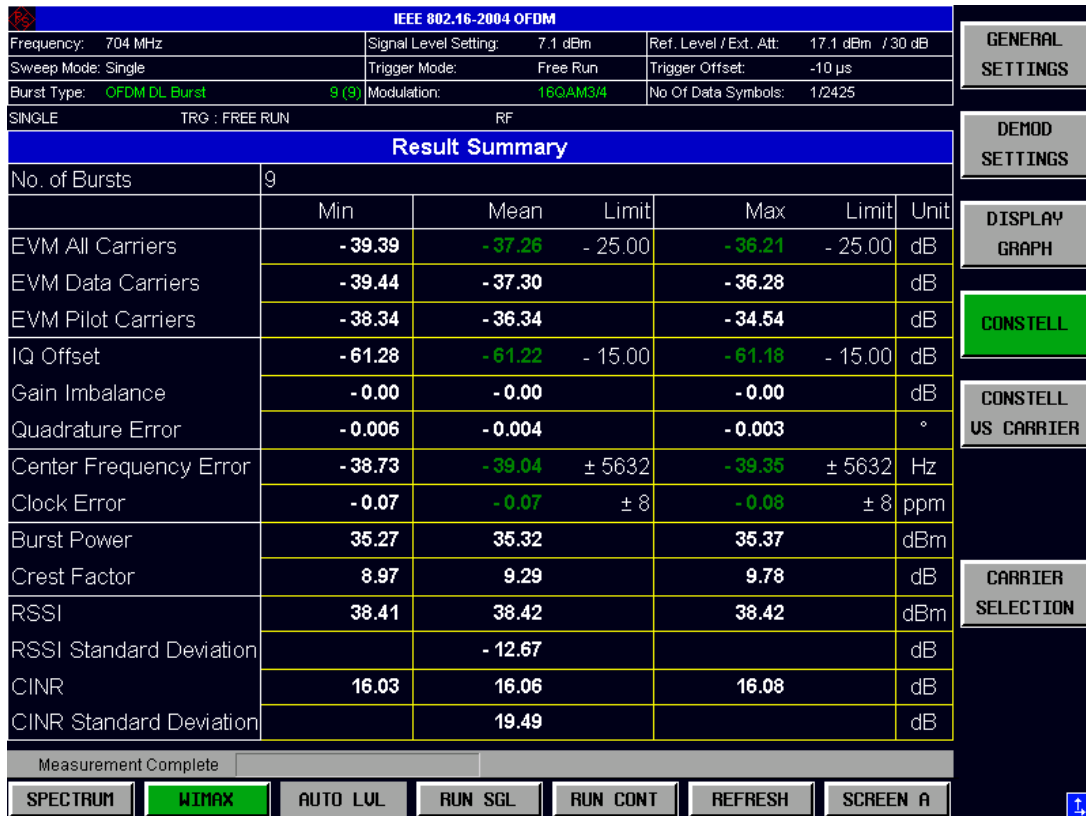 IEEE 802.16-2004 OFDM
Frequency: 704 MHz Signal Level Setting: 7.1 dBm Ref. Level / Ext. Att: 17.1 dBm / 30 dB
Sweep Mode: Single Trigger Mode: Free Run Trigger Offset: -10 µs
Burst Type: OFDM DL Burst 9 (9) Modulation: 16QAM3/4 No Of Data Symbols: 1/2425
SINGLE TRG : FREE RUN RF
Result Summary
No. of Bursts 9
Min Mean Limit Max Limit Unit
EVM All Carriers - 39.39 - 37.26 - 25.00 - 36.21 - 25.00 dB
EVM Data Carriers - 39.44 - 37.30 - 36.28 dB
EVM Pilot Carriers - 38.34 - 36.34 - 34.54 dB
IQ Offset - 61.28 - 61.22 - 15.00 - 61.18 - 15.00 dB
Gain Imbalance - 0.00 - 0.00 - 0.00 dB
Quadrature Error - 0.006 - 0.004 - 0.003 °
Center Frequency Error - 38.73 - 39.04 ± 5632 - 39.35 ± 5632 Hz
Clock Error - 0.07 - 0.07 ± 8 - 0.08 ± 8 ppm
Burst Power 35.27 35.32 35.37 dBm
Crest Factor 8.97 9.29 9.78 dB
RSSI 38.41 38.42 38.42 dBm
RSSI Standard Deviation - 12.67 dB
CINR 16.03 16.06 16.08 dB
CINR Standard Deviation 19.49 dB
Measurement Complete
SPECTRUM WIMAX AUTO LVL RUN SGL RUN CONT REFRESH SCREEN A
GENERAL
SETTINGS
DEMOD
SETTINGS
DISPLAY
GRAPH
CONSTELL
CONSTELL
VS CARRIER
CARRIER
SELECTION